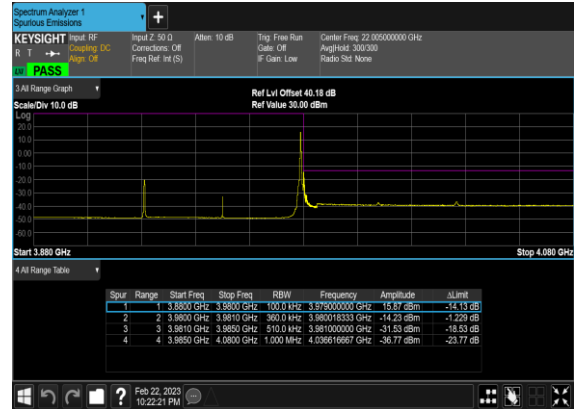 Spectrum Analyzer 1
Spurious Emissions
KEYSIGHT Input: RF Input Z: 50 Ω Atten: 10 dB Trig: Free Run Center Freq: 22.005000000 GHz
R T Coupling: DC Corrections: Off Gate: Off Avg|Hold: 300/300
Align: Off Freq Ref: Int (S) IF Gain: Low Radio Std: None
PASS
3 All Range Graph
Ref Lvl Offset 40.18 dB
Scale/Div 10.0 dB Ref Value 30.00 dBm
Log
20.0
10.0
0.00
-10.0
-20.0
-30.0
-40.0
-50.0
-60.0
Start 3.880 GHz Stop 4.080 GHz
4 All Range Table
Spur Range Start Freq Stop Freq RBW Frequency Amplitude ΔLimit
1 1 3.8800 GHz 3.9800 GHz 100.0 kHz 3.979000000 GHz 15.87 dBm -14.13 dB
2 2 3.9800 GHz 3.9810 GHz 360.0 kHz 3.980018333 GHz -14.23 dBm -1.229 dB
3 3 3.9810 GHz 3.9850 GHz 510.0 kHz 3.981000000 GHz -31.53 dBm -18.53 dB
4 4 3.9850 GHz 4.0800 GHz 1.000 MHz 4.036616667 GHz -36.77 dBm -23.77 dB
? Feb 22, 2023
10:22:21 PM